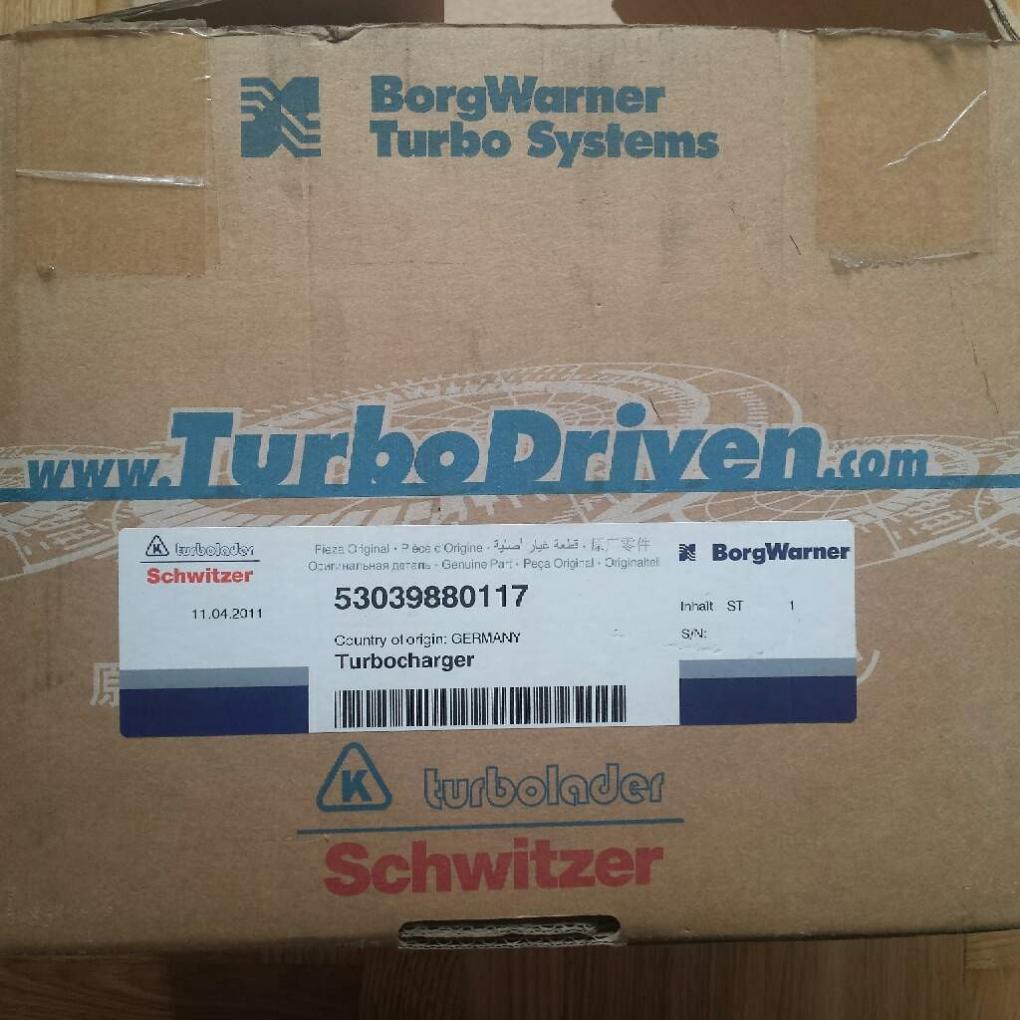 BorgWarner
Turbo Systems
www.TurboDriven.com
K turbolader
Schwitzer
11.04.2011
Pieza Original - Pièce d'Origine - قطعة غيار أصلية - 原厂零件
Оригинальная деталь - Genuine Part - Peça Original - Originalteil
53039880117
Country of origin: GERMANY
Turbocharger
BorgWarner
Inhalt ST 1
S/N:
原
ン
K turbolader
Schwitzer